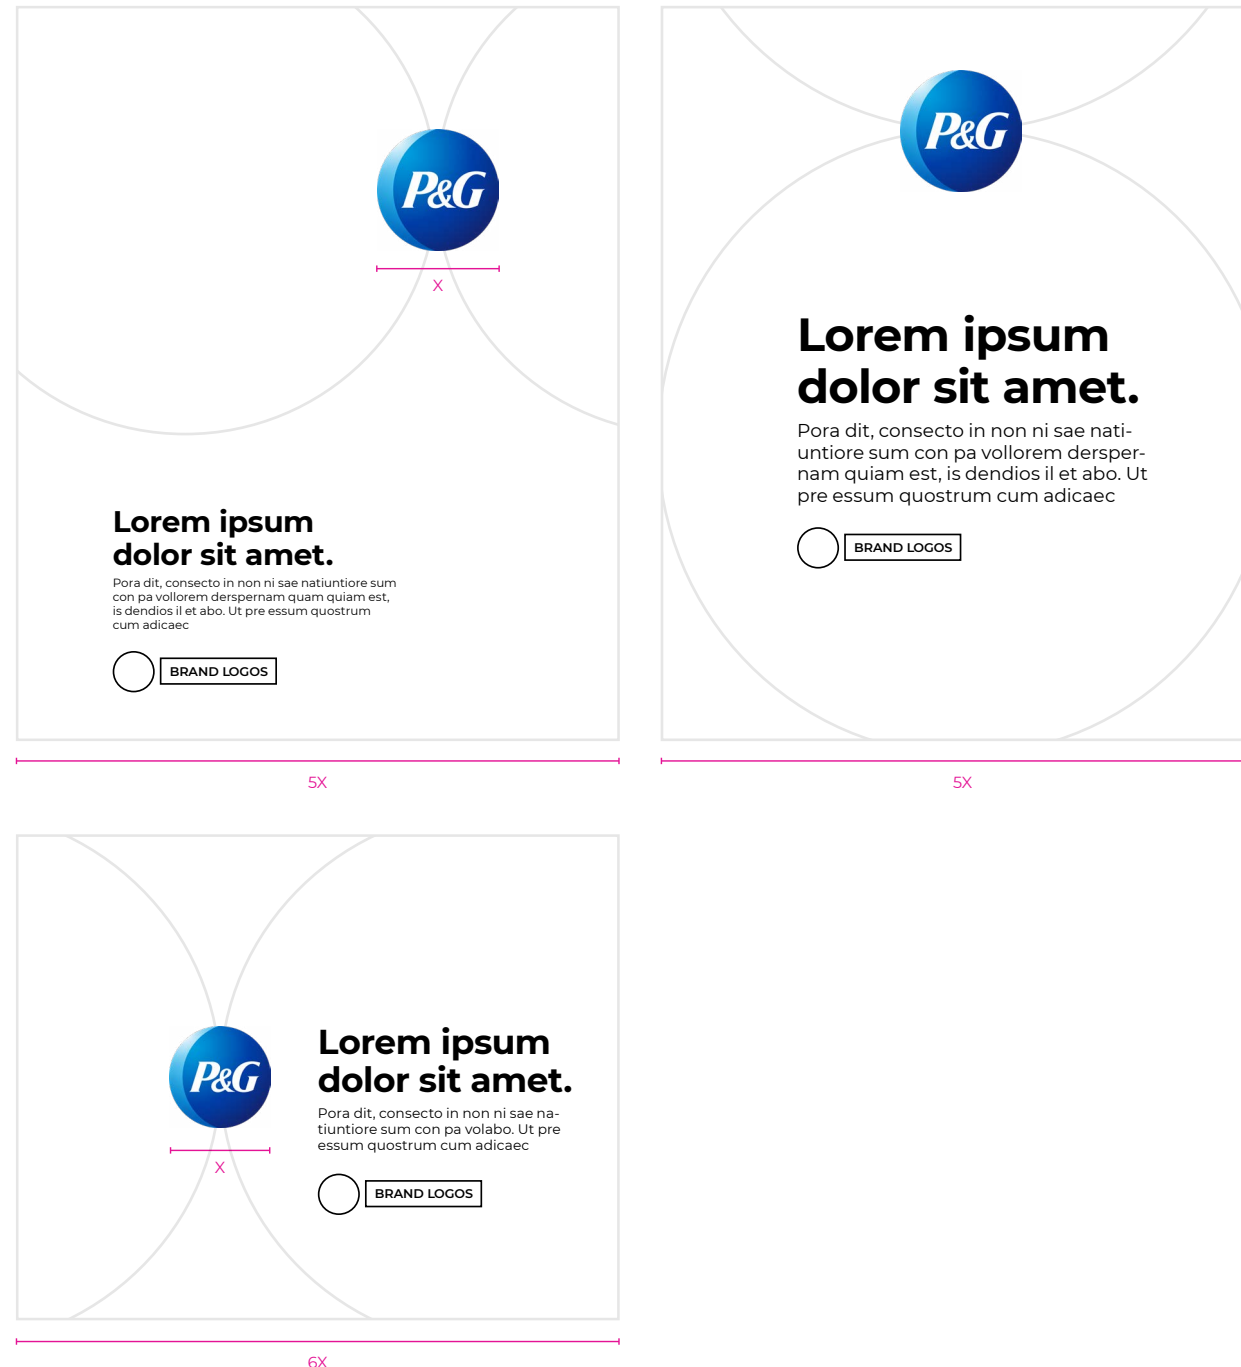 P&G
X
Lorem ipsum
dolor sit amet.
Pora dit, consecto in non ni sae natiuntiore sum
con pa vollorem derspernam quam quiam est,
is dendios il et abo. Ut pre essum quostrum
cum adicaec
BRAND LOGOS
5X
P&G
Lorem ipsum
dolor sit amet.
Pora dit, consecto in non ni sae nati-
untiore sum con pa vollorem dersper-
nam quiam est, is dendios il et abo. Ut
pre essum quostrum cum adicaec
BRAND LOGOS
5X
P&G
X
Lorem ipsum
dolor sit amet.
Pora dit, consecto in non ni sae na-
tiuntiore sum con pa volabo. Ut pre
essum quostrum cum adicaec
BRAND LOGOS
6X